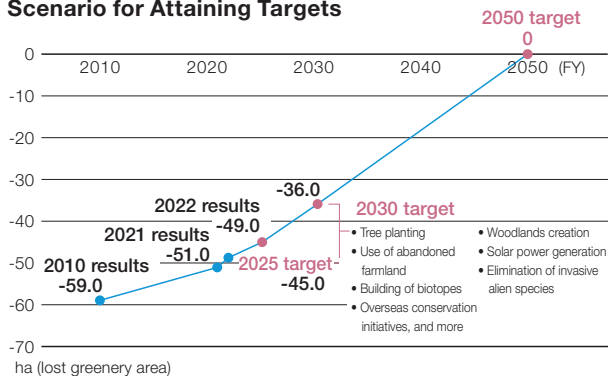 Scenario for Attaining Targets
2050 target
0
0
2010
2020
2030
2040
2050 (FY)
-10
-20
-30
-40
-50
-60
-70
-36.0
2030 target
2022 results
-49.0
2021 results
-51.0
2025 target
-45.0
2010 results
-59.0
• Tree planting
• Use of abandoned
farmland
• Building of biotopes
• Overseas conservation
initiatives, and more
• Woodlands creation
• Solar power generation
• Elimination of invasive
alien species
ha (lost greenery area)